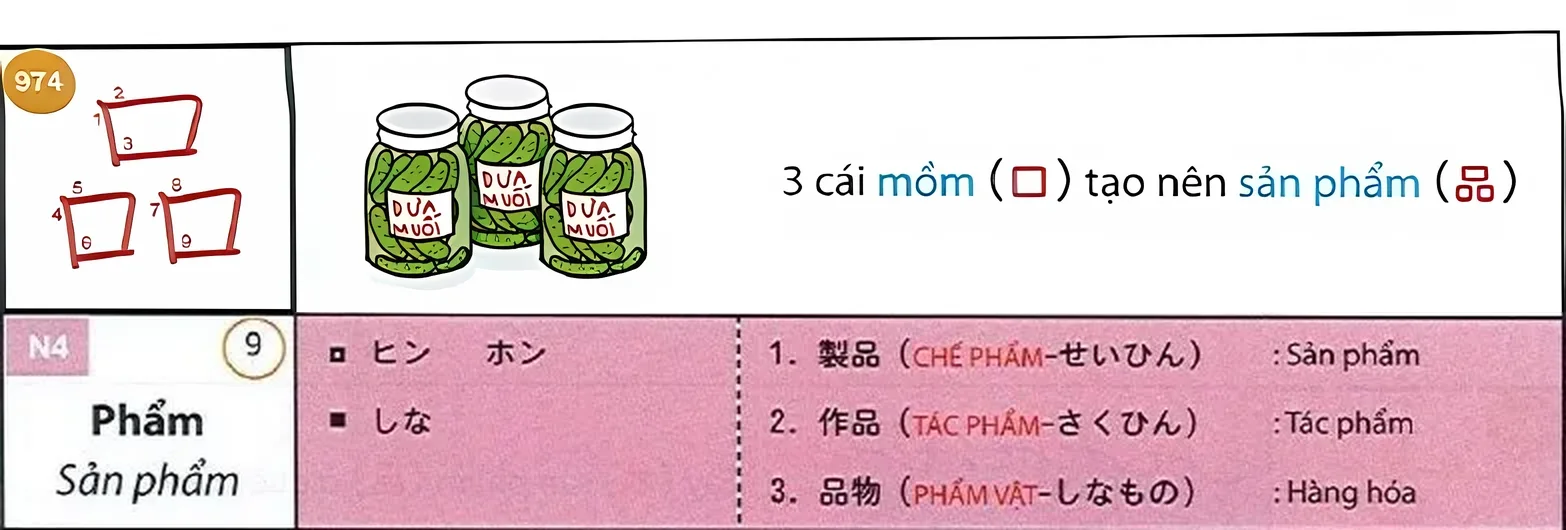 974
1
2
3
4
5
6
7
8
9
DƯA
MUỐI
DƯA
MUỐI
DƯA
MUỐI
3 cái mồm (口) tạo nên sản phẩm (品)
N4
9
Phẩm
Sản phẩm
ヒン ホン
しな
1. 製品 (CHẾ PHẨM-せいひん) : Sản phẩm
2. 作品 (TÁC PHẨM-さくひん) : Tác phẩm
3. 品物 (PHẨM VẬT-しなもの) : Hàng hóa